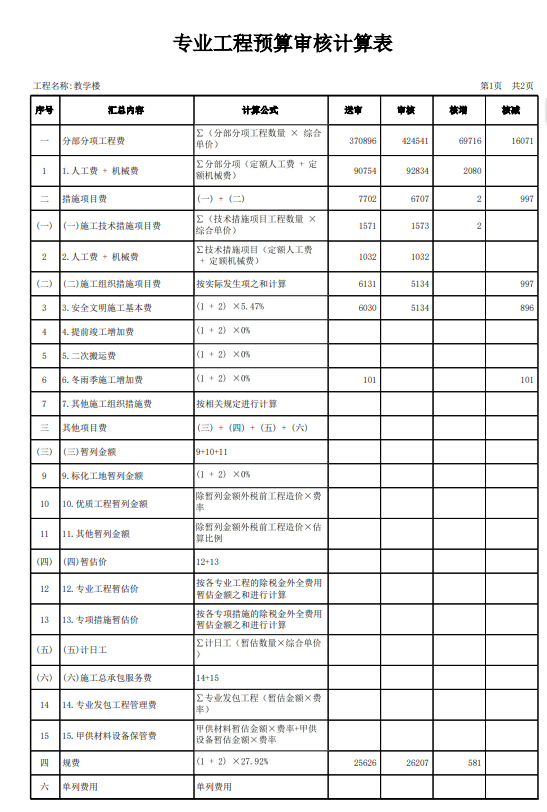 专业工程预算审核计算表
工程名称:教学楼 第1页 共2页
序号 汇总内容 计算公式 送审 审核 核增 核减
一 分部分项工程费 ∑（分部分项工程数量 × 综合 370896 424541 69716 16071
单价）
1 1.人工费 + 机械费 ∑分部分项（定额人工费 + 定 90754 92834 2080
额机械费）
二 措施项目费 (一) + (二) 7702 6707 2 997
(一) (一)施工技术措施项目费 ∑（技术措施项目工程数量 × 1571 1573 2
综合单价）
2 2.人工费 + 机械费 ∑技术措施项目（定额人工费 1032 1032
+ 定额机械费）
(二) (二)施工组织措施项目费 按实际发生项之和计算 6131 5134 997
3 3.安全文明施工基本费 (1 + 2) ×5.47% 6030 5134 896
4 4.提前竣工增加费 (1 + 2) ×0%
5 5.二次搬运费 (1 + 2) ×0%
6 6.冬雨季施工增加费 (1 + 2) ×0% 101 101
7 7.其他施工组织措施费 按相关规定进行计算
三 其他项目费 (三) + (四) + (五) + (六)
(三) (三)暂列金额 9+10+11
9 9.标化工地暂列金额 (1 + 2) ×0%
10 10.优质工程暂列金额 除暂列金额外税前工程造价×费
率
11 11.其他暂列金额 除暂列金额外税前工程造价×估
算比例
(四) (四)暂估价 12+13
12 12.专业工程暂估价 按各专业工程的除税金外全费用
暂估金额之和进行计算
13 13.专项措施暂估价 按各专项措施的除税金外全费用
暂估金额之和进行计算
(五) (五)计日工 ∑计日工（暂估数量×综合单价
）
(六) (六)施工总承包服务费 14+15
14 14.专业发包工程管理费 ∑专业发包工程（暂估金额×费
率）
15 15.甲供材料设备保管费 甲供材料暂估金额×费率+甲供
设备暂估金额×费率
四 规费 (1 + 2) ×27.92% 25626 26207 581
六 单列费用 单列费用